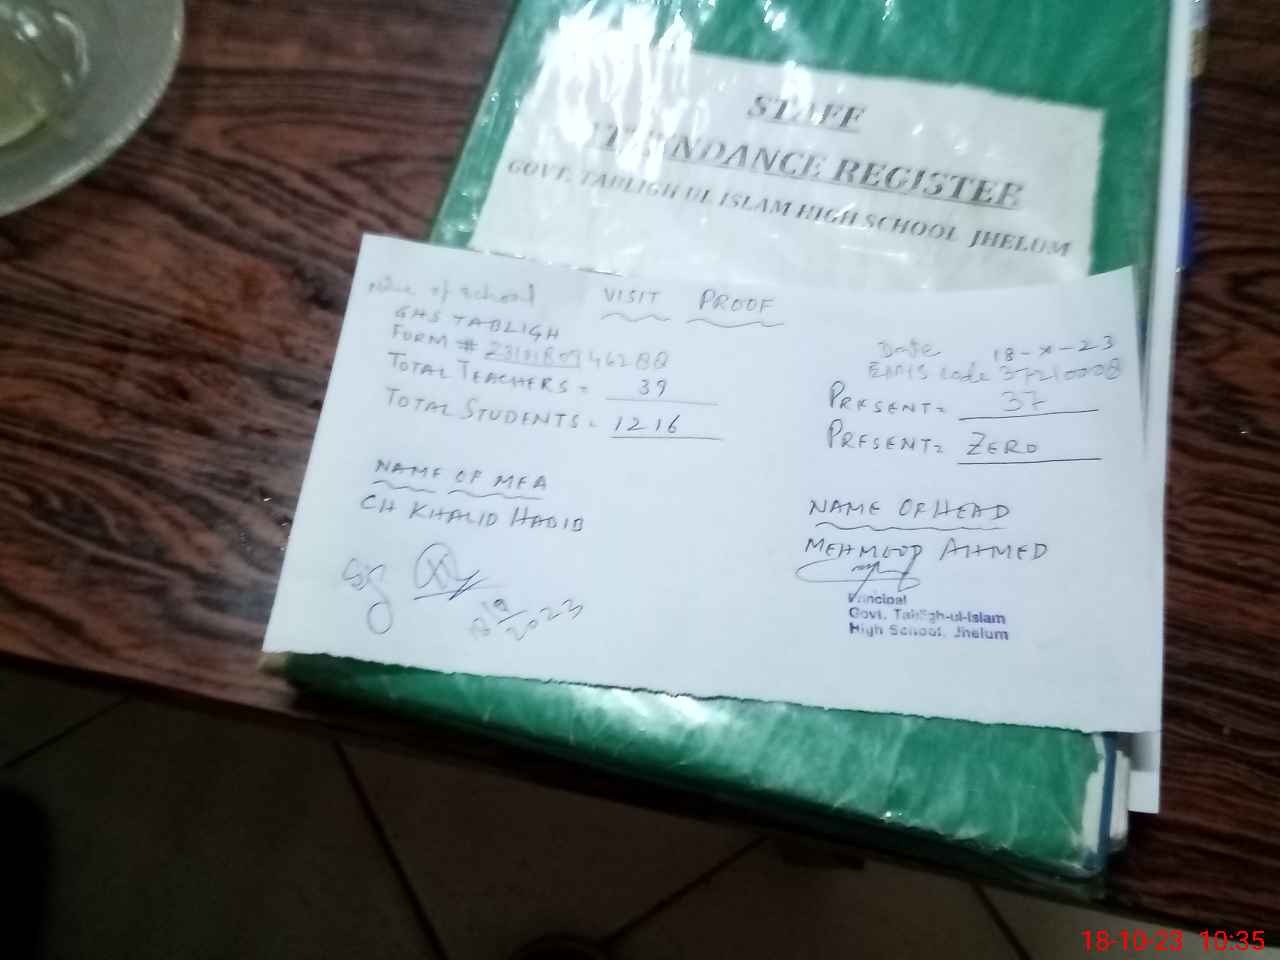 STAFF
ATTENDANCE REGISTER
GOVT. TABLIGH UL ISLAM HIGH SCHOOL JHELUM
VISIT PROOF
Name of school
GHS TABLIGH
Date 18-X-23
FORM # 46288
EMIS code 37210008
TOTAL TEACHERS = 39
PRESENT= 37
TOTAL STUDENTS= 1216
PRESENT= ZERO
NAME OF MEA
CH KHALID HABIB
NAME OF HEAD
MEHMOOD AHMED
Principal
Govt. Tabligh-ul-Islam
High School, Jhelum
2023
18-10-23 10:35